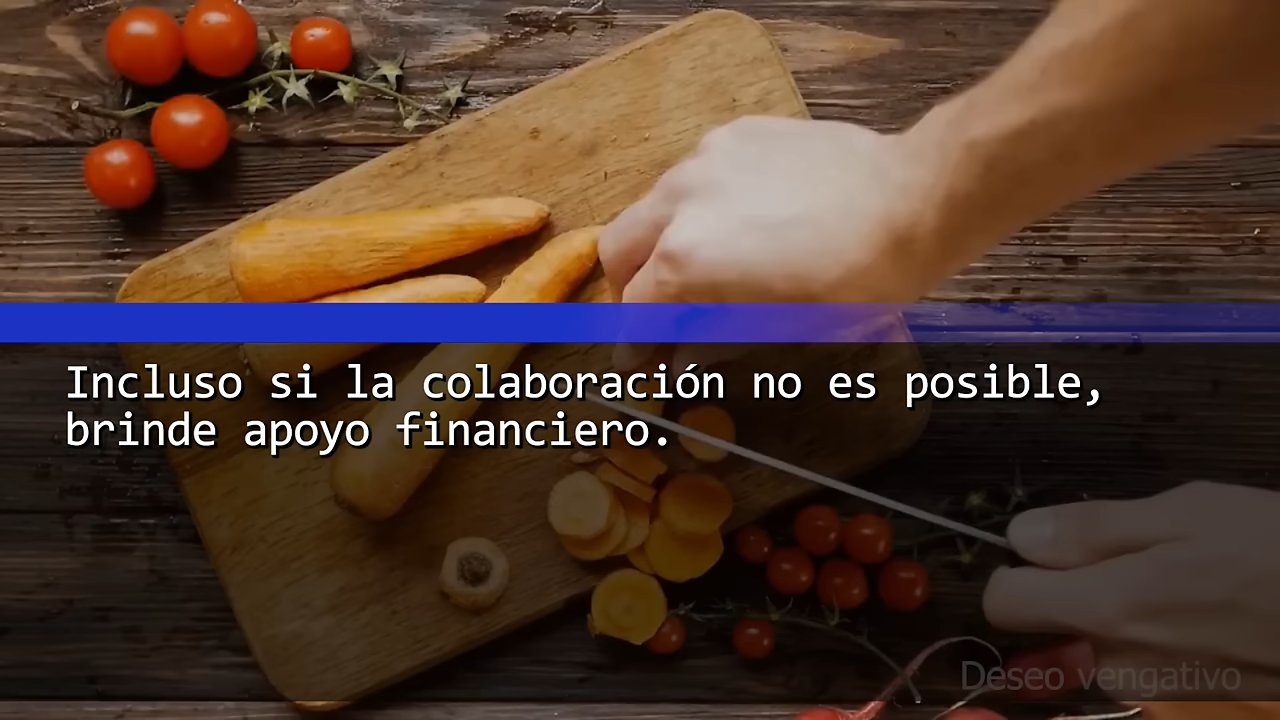 Incluso si la colaboración no es posible,
brinde apoyo financiero.
Deseo vengativo